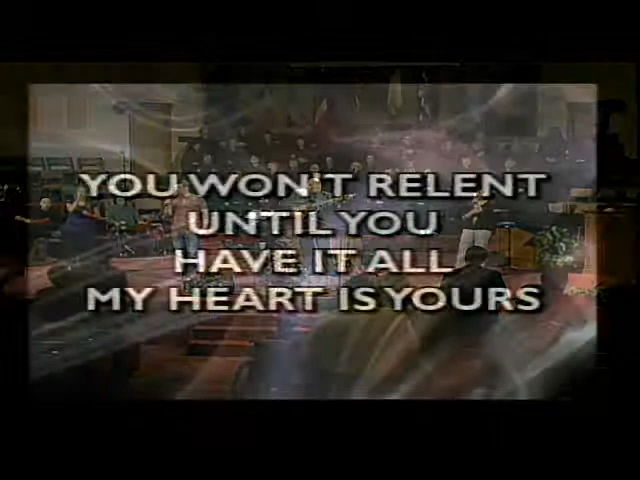 YOU WON'T RELENT
UNTIL YOU
HAVE IT ALL
MY HEART IS YOURS